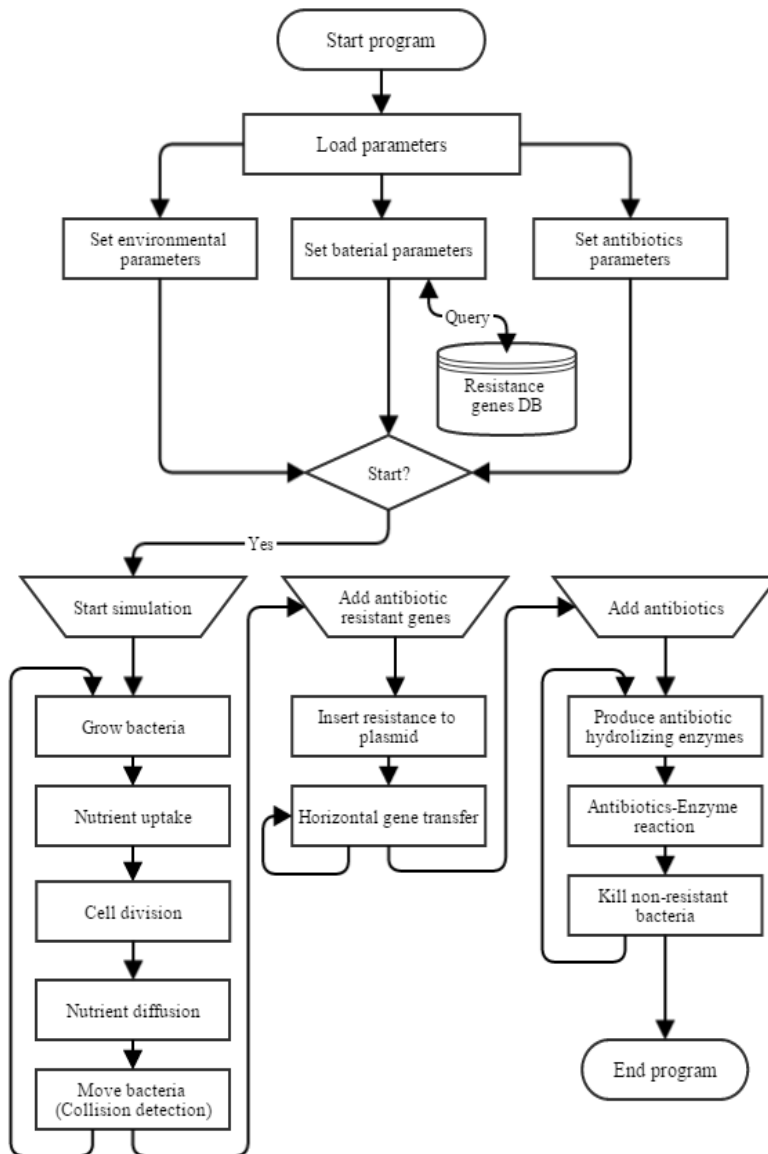 Start program
Load parameters
Set environmental
parameters
Set baterial parameters
Set antibiotics
parameters
Query
Resistance
genes DB
Start?
Yes
Start simulation
Grow bacteria
Nutrient uptake
Cell division
Nutrient diffusion
Move bacteria
(Collision detection)
Add antibiotic
resistant genes
Insert resistance to
plasmid
Horizontal gene transfer
Add antibiotics
Produce antibiotic
hydrolizing enzymes
Antibiotics-Enzyme
reaction
Kill non-resistant
bacteria
End program